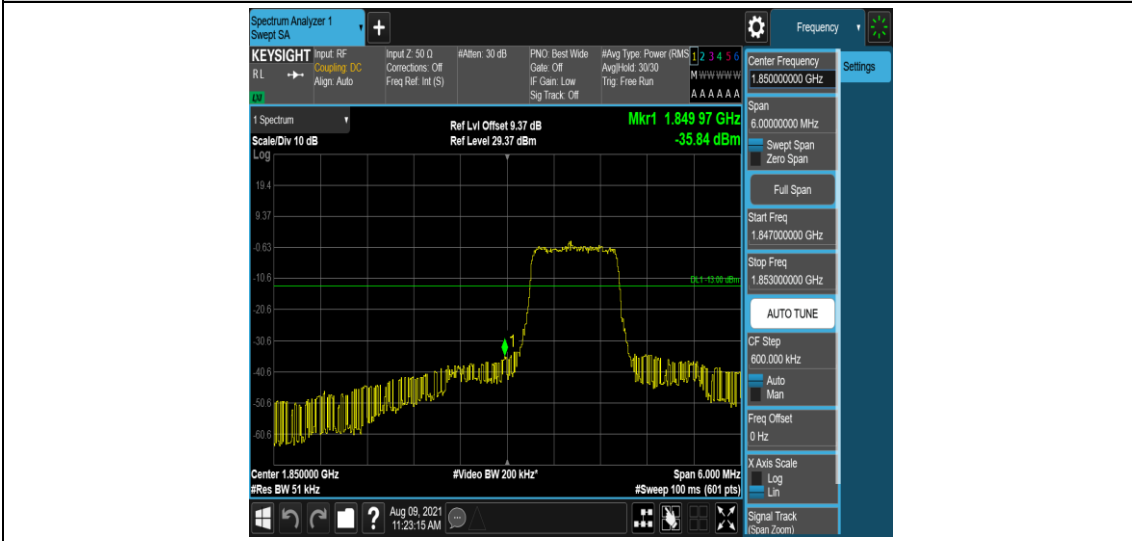 Spectrum Analyzer 1
Swept SA
Frequency
KEYSIGHT
RL
Input: RF
Coupling: DC
Align: Auto
Input Z: 50 Ω
Corrections: Off
Freq Ref: Int (S)
#Atten: 30 dB
PNO: Best Wide
Gate: Off
IF Gain: Low
Sig Track: Off
#Avg Type: Power (RMS
Avg|Hold: 30/30
Trig: Free Run
1 2 3 4 5 6
M W W W W W
A A A A A A
1 Spectrum
Scale/Div 10 dB
Log
Ref Lvl Offset 9.37 dB
Ref Level 29.37 dBm
Mkr1 1.849 97 GHz
-35.84 dBm
19.4
9.37
-0.63
-10.6
DL1 -13.00 dBm
-20.6
-30.6
1
-40.6
-50.6
-60.6
Center 1.850000 GHz
#Video BW 200 kHz*
Span 6.000 MHz
#Res BW 51 kHz
#Sweep 100 ms (601 pts)
?
Aug 09, 2021
11:23:15 AM
Center Frequency
1.850000000 GHz
Settings
Span
6.00000000 MHz
Swept Span
Zero Span
Full Span
Start Freq
1.847000000 GHz
Stop Freq
1.853000000 GHz
AUTO TUNE
CF Step
600.000 kHz
Auto
Man
Freq Offset
0 Hz
X Axis Scale
Log
Lin
Signal Track
(Span Zoom)